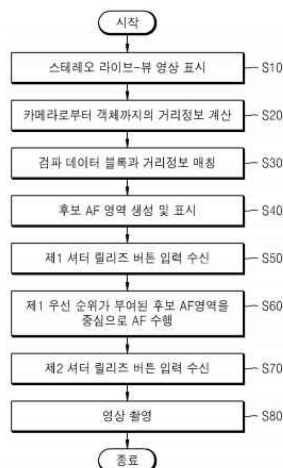 시작
스테레오 라이브-뷰 영상 표시
S10
카메라로부터 객체까지의 거리정보 계산
S20
검파 데이터 블록과 거리정보 매칭
S30
후보 AF 영역 생성 및 표시
S40
제1 셔터 릴리즈 버튼 입력 수신
S50
제1 우선 순위가 부여된 후보 AF영역을
중심으로 AF 수행
S60
제2 셔터 릴리즈 버튼 입력 수신
S70
영상 촬영
S80
종료